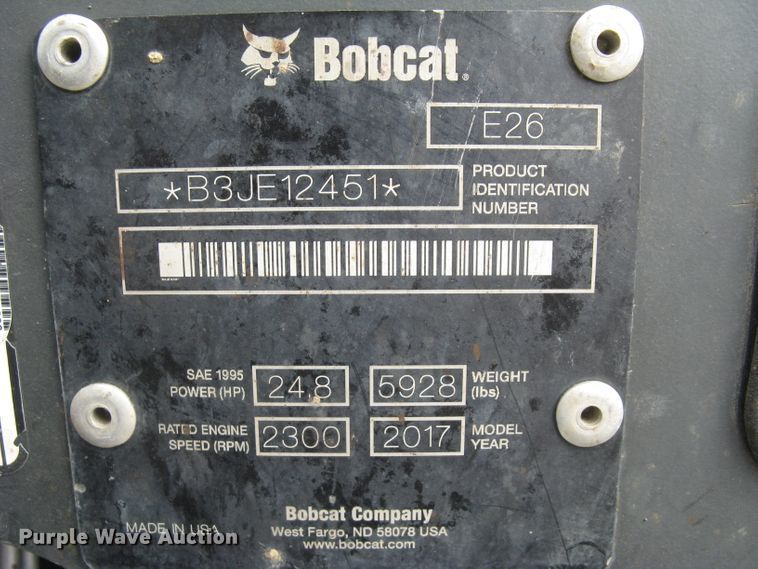 Bobcat®
E26
*B3JE12451*
PRODUCT
IDENTIFICATION
NUMBER
SAE 1995
POWER (HP)
24.8
5928
WEIGHT
(lbs)
RATED ENGINE
SPEED (RPM)
2300
2017
MODEL
YEAR
Bobcat Company
West Fargo, ND 58078 USA
www.bobcat.com
MADE IN USA
Purple Wave Auction